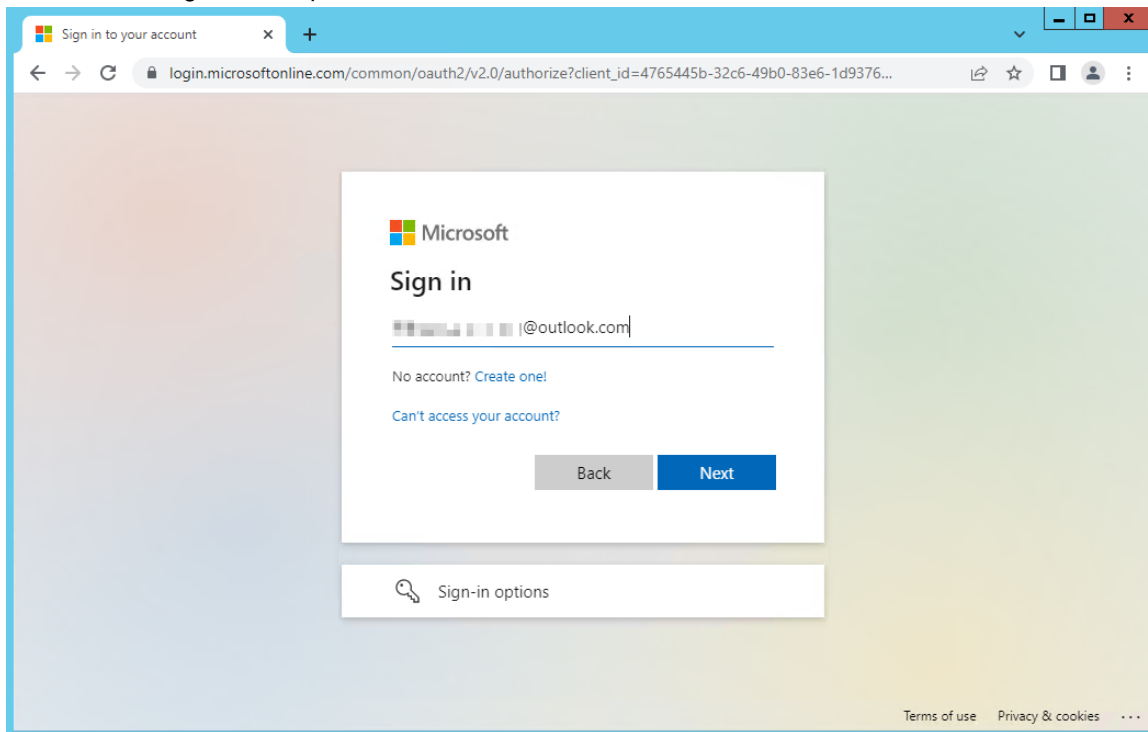 Sign in to your account
login.microsoftonline.com/common/oauth2/v2.0/authorize?client_id=4765445b-32c6-49b0-83e6-1d9376...
Microsoft
Sign in
@outlook.com
No account? Create one!
Can't access your account?
Back Next
Sign-in options
Terms of use Privacy & cookies ...